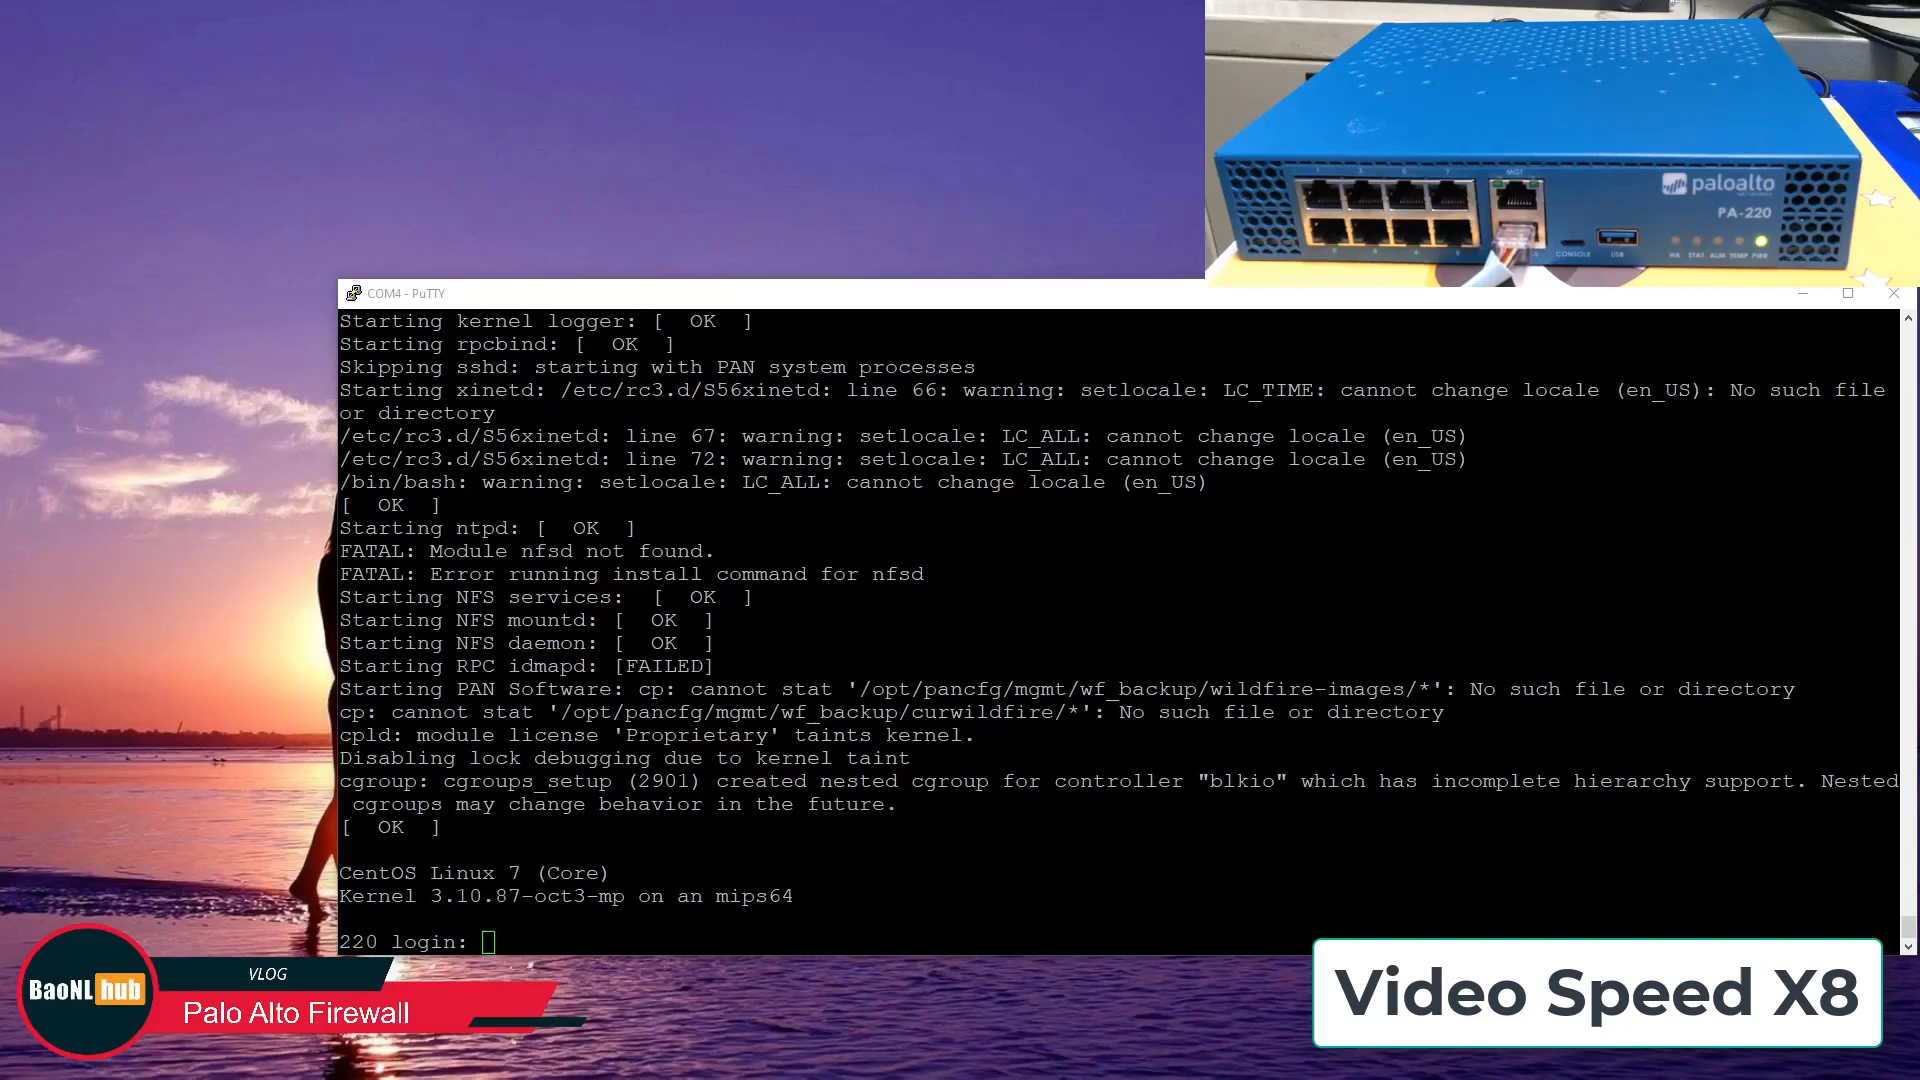 MGT
1 3 5 7
paloalto
NETWORKS
PA-220
CONSOLE
USB
HA STAT ALM TEMP PWR
COM4 - PuTTY
Starting kernel logger: [  OK  ]
Starting rpcbind: [  OK  ]
Skipping sshd: starting with PAN system processes
Starting xinetd: /etc/rc3.d/S56xinetd: line 66: warning: setlocale: LC_TIME: cannot change locale (en_US): No such file
or directory
/etc/rc3.d/S56xinetd: line 67: warning: setlocale: LC_ALL: cannot change locale (en_US)
/etc/rc3.d/S56xinetd: line 72: warning: setlocale: LC_ALL: cannot change locale (en_US)
/bin/bash: warning: setlocale: LC_ALL: cannot change locale (en_US)
[  OK  ]
Starting ntpd: [  OK  ]
FATAL: Module nfsd not found.
FATAL: Error running install command for nfsd
Starting NFS services:  [  OK  ]
Starting NFS mountd: [  OK  ]
Starting NFS daemon: [  OK  ]
Starting RPC idmapd: [FAILED]
Starting PAN Software: cp: cannot stat '/opt/pancfg/mgmt/wf_backup/wildfire-images/*': No such file or directory
cp: cannot stat '/opt/pancfg/mgmt/wf_backup/curwildfire/*': No such file or directory
cpld: module license 'Proprietary' taints kernel.
Disabling lock debugging due to kernel taint
cgroup: cgroups_setup (2901) created nested cgroup for controller "blkio" which has incomplete hierarchy support. Nested
 cgroups may change behavior in the future.
[  OK  ]
CentOS Linux 7 (Core)
Kernel 3.10.87-oct3-mp on an mips64
220 login:
VLOG
BaoNL hub
Palo Alto Firewall
Video Speed X8